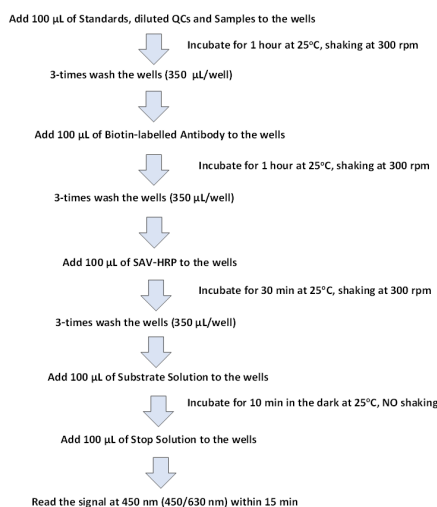 Add 100 µL of Standards, diluted QCs and Samples to the wells
Incubate for 1 hour at 25°C, shaking at 300 rpm
3-times wash the wells (350 µL/well)
Add 100 µL of Biotin-labelled Antibody to the wells
Incubate for 1 hour at 25°C, shaking at 300 rpm
3-times wash the wells (350 µL/well)
Add 100 µL of SAV-HRP to the wells
Incubate for 30 min at 25°C, shaking at 300 rpm
3-times wash the wells (350 µL/well)
Add 100 µL of Substrate Solution to the wells
Incubate for 10 min in the dark at 25°C, NO shaking
Add 100 µL of Stop Solution to the wells
Read the signal at 450 nm (450/630 nm) within 15 min